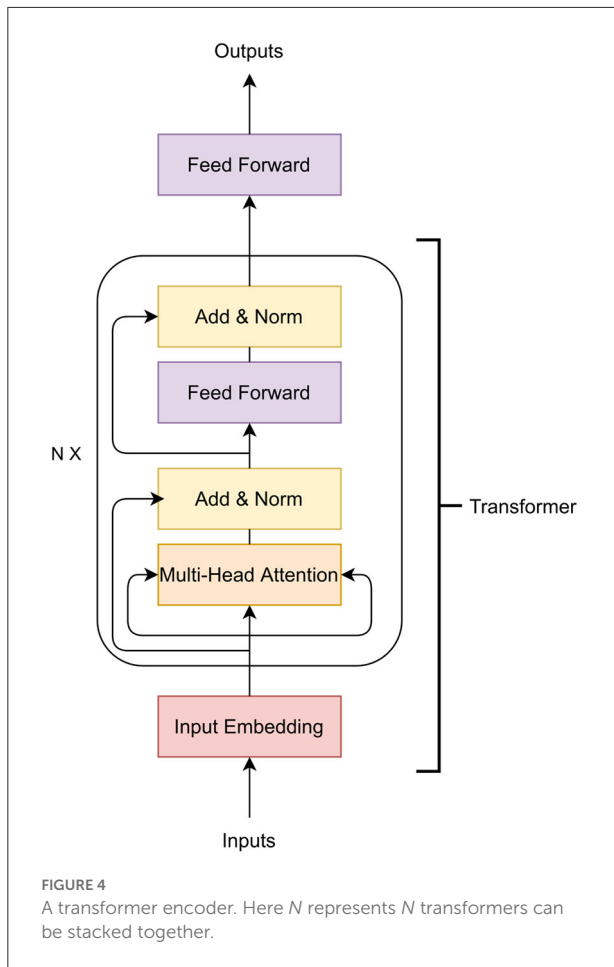 Outputs
Feed Forward
Add & Norm
Feed Forward
N X
Add & Norm
Transformer
Multi-Head Attention
Input Embedding
Inputs
FIGURE 4
A transformer encoder. Here N represents N transformers can
be stacked together.